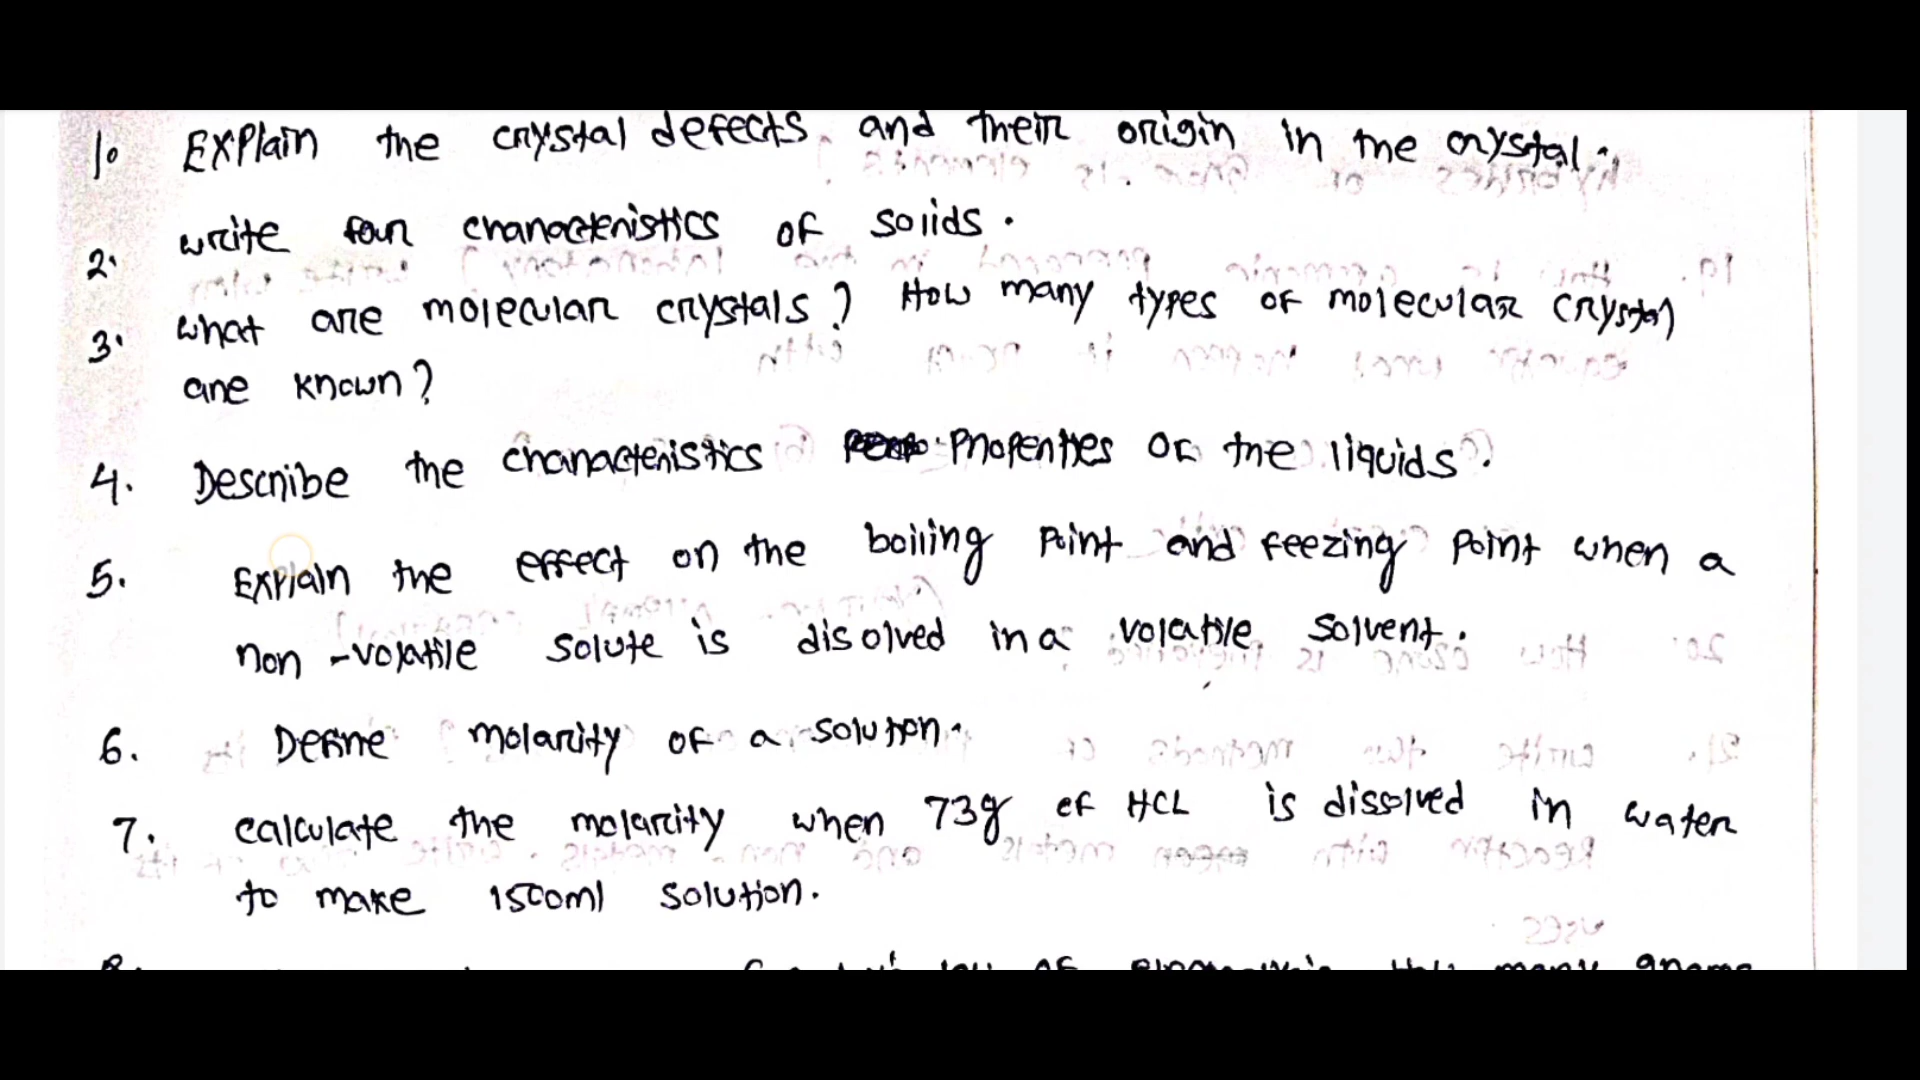 1. Explain the crystal defects and their origin in the crystal.
2. write four characteristics of solids.
3. what are molecular crystals? How many types of molecular crystal
are known?
4. Describe the characteristics properties of the liquids.
5. Explain the effect on the boiling point and feezing point when a
non-volatile solute is disolved in a volatile solvent.
6. Define molarity of a solution.
7. calculate the molarity when 73g of HCL is dissolved in water
to make 1500ml solution.